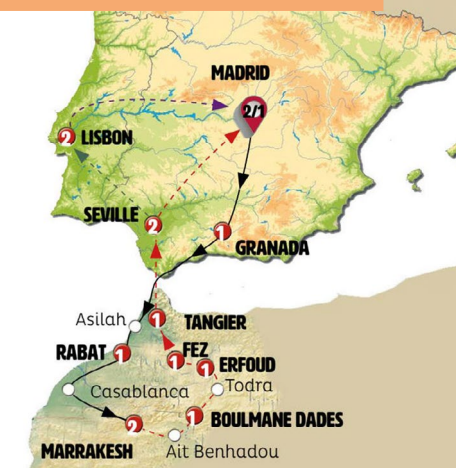 MADRID
2/1
2 LISBON
SEVILLE
2
1
GRANADA
Asilah
1 TANGIER
RABAT 1
1 FEZ
1 ERFOUD
Casablanca
Todra
1 BOULMANE DADES
2
MARRAKESH
Ait Benhadou